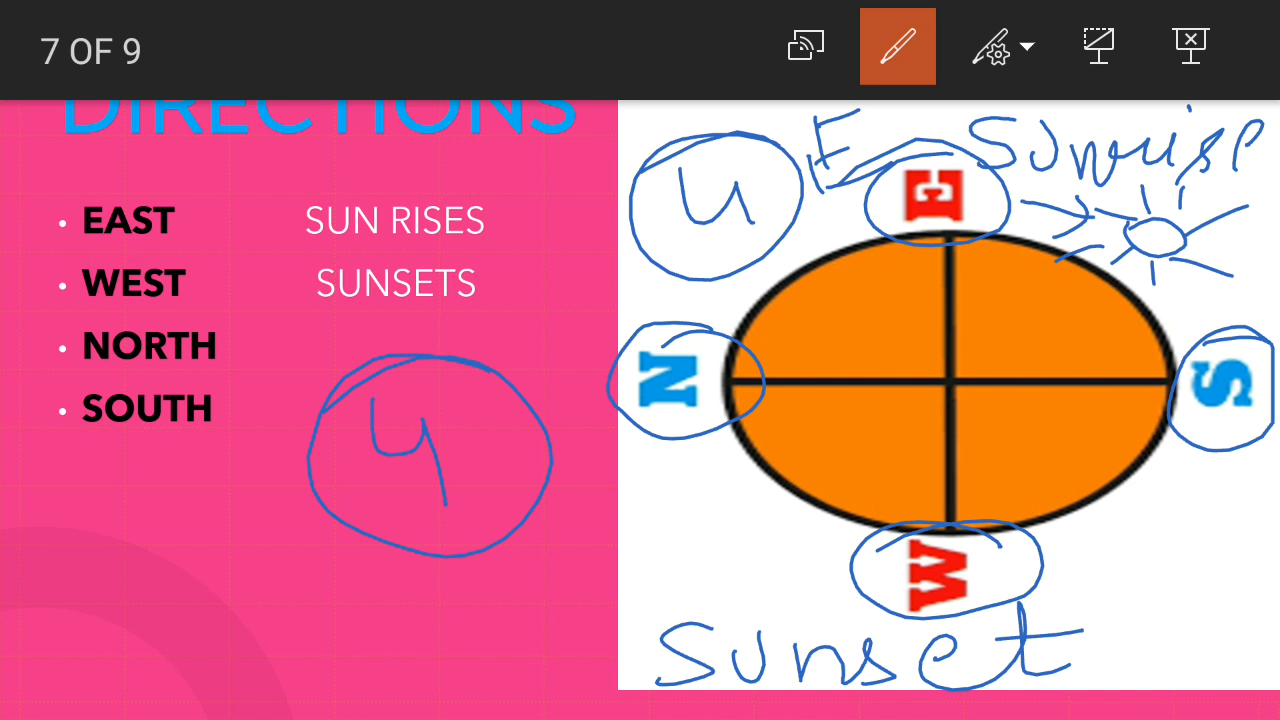 7 OF 9
DIRECTIONS
• EAST SUN RISES
• WEST SUNSETS
• NORTH
• SOUTH
4
4
E Sunrise
E
N
S
W
Sunset